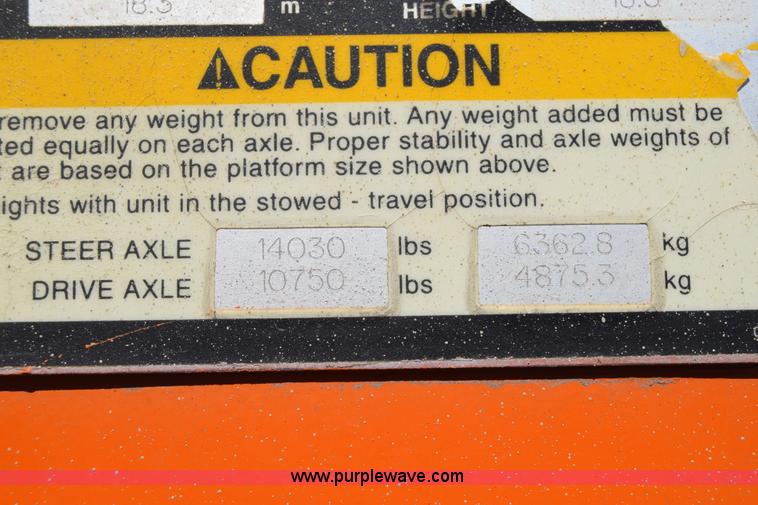 18.3 m HEIGHT
CAUTION
remove any weight from this unit. Any weight added must be
ted equally on each axle. Proper stability and axle weights of
are based on the platform size shown above.
ights with unit in the stowed - travel position.
STEER AXLE 14030 lbs 6362.8 kg
DRIVE AXLE 10750 lbs 4875.3 kg
www.purplewave.com